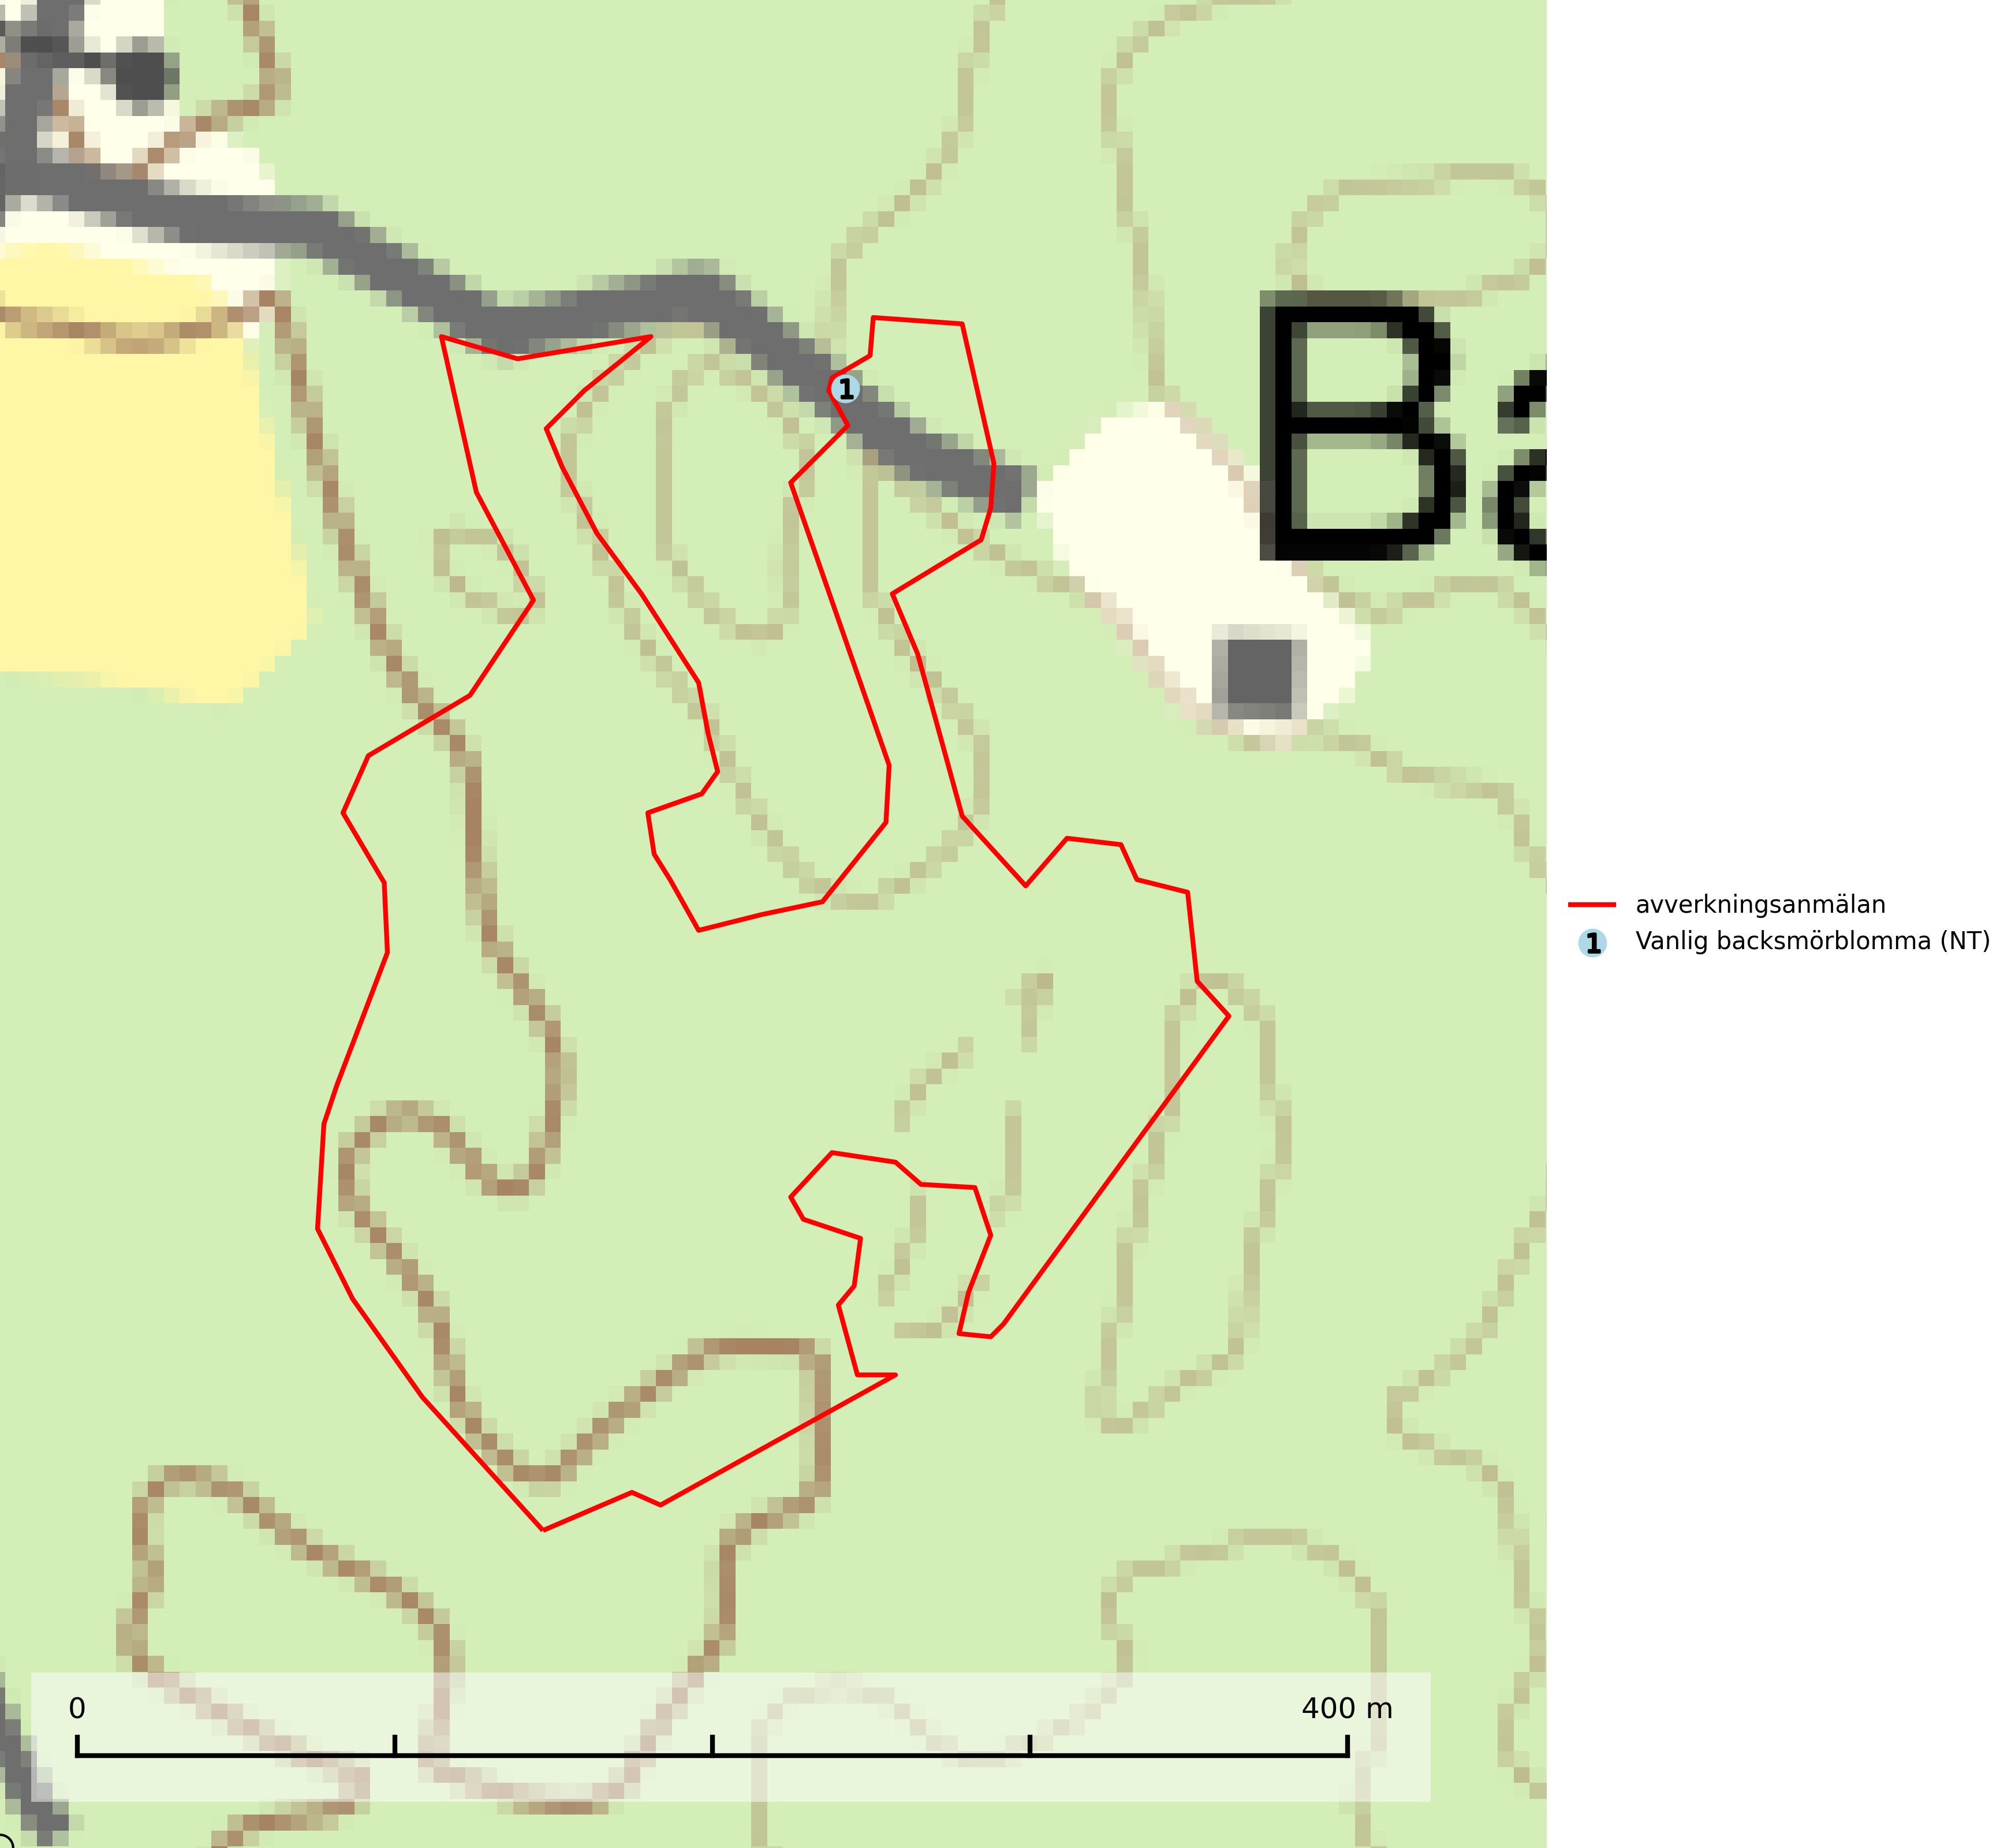 1
B
avverkningsanmälan
1 Vanlig backsmörblomma (NT)
0 400 m